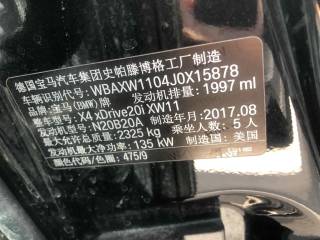 德国宝马汽车集团史帕滕博格工厂制造
车辆识别代号: WBAXW1104J0X15878
品牌: 宝马(BMW)牌 发动机排量: 1997 ml
型号: X4 xDrive20i XW11
发动机型号: N20B20A 制造年月: 2017.08
最大允许总质量: 2325 kg 乘坐人数: 5 人
发动机最大净功率: 135 kW 制造国: 美国
颜色代码/色号: 475/9